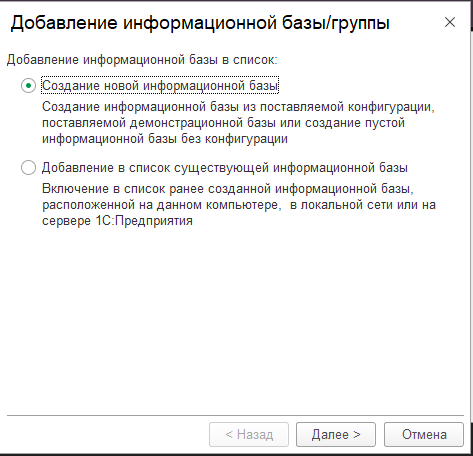 Добавление информационной базы/группы
Добавление информационной базы в список:
Создание новой информационной базы
Создание информационной базы из поставляемой конфигурации,
поставляемой демонстрационной базы или создание пустой
информационной базы без конфигурации
Добавление в список существующей информационной базы
Включение в список ранее созданной информационной базы,
расположенной на данном компьютере, в локальной сети или на
сервере 1С:Предприятия
< Назад
Далее >
Отмена